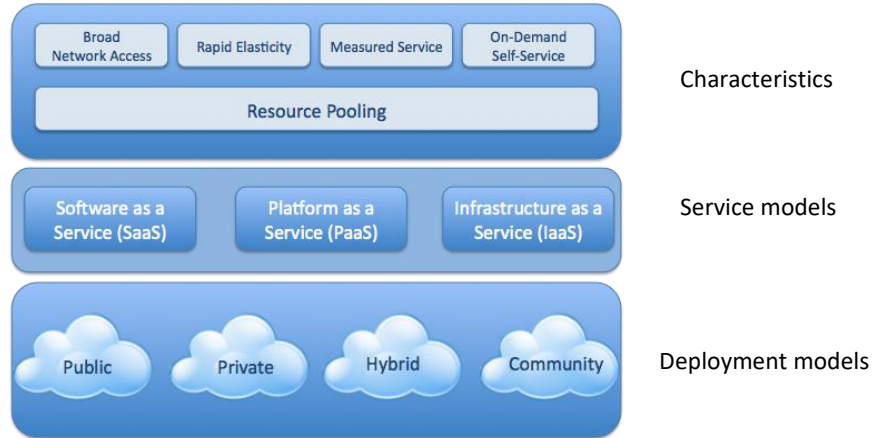 Broad
Network Access
Rapid Elasticity
Measured Service
On-Demand
Self-Service
Resource Pooling
Characteristics
Software as a
Service (SaaS)
Platform as a
Service (PaaS)
Infrastructure as a
Service (IaaS)
Service models
Public
Private
Hybrid
Community
Deployment models